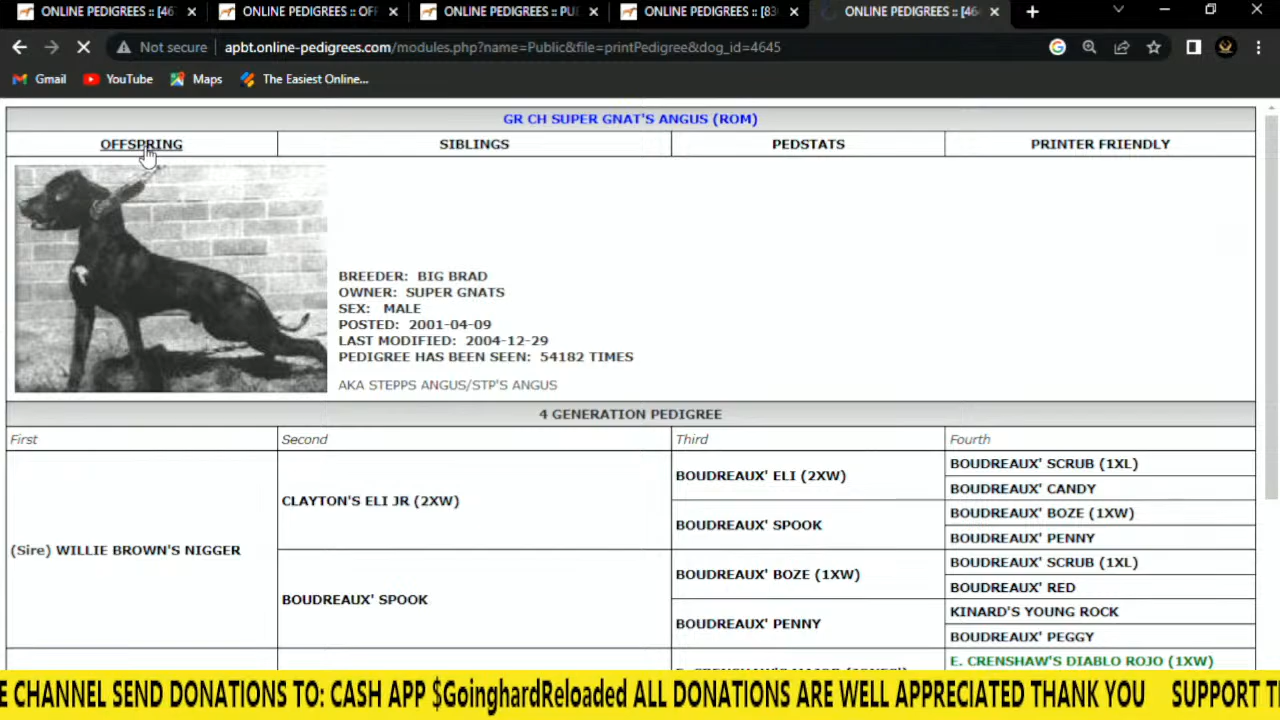 ONLINE PEDIGREES :: [467 ONLINE PEDIGREES :: OFF ONLINE PEDIGREES :: PUB ONLINE PEDIGREES :: [83 ONLINE PEDIGREES :: [46
Not secure apbt.online-pedigrees.com/modules.php?name=Public&file=printPedigree&dog_id=4645
Gmail YouTube Maps The Easiest Online...
GR CH SUPER GNAT'S ANGUS (ROM)
OFFSPRING SIBLINGS PEDSTATS PRINTER FRIENDLY
BREEDER: BIG BRAD
OWNER: SUPER GNATS
SEX: MALE
POSTED: 2001-04-09
LAST MODIFIED: 2004-12-29
PEDIGREE HAS BEEN SEEN: 54182 TIMES
AKA STEPPS ANGUS/STP'S ANGUS
4 GENERATION PEDIGREE
First Second Third Fourth
(Sire) WILLIE BROWN'S NIGGER
CLAYTON'S ELI JR (2XW)
BOUDREAUX' SPOOK
BOUDREAUX' ELI (2XW)
BOUDREAUX' SPOOK
BOUDREAUX' BOZE (1XW)
BOUDREAUX' PENNY
BOUDREAUX' SCRUB (1XL)
BOUDREAUX' CANDY
BOUDREAUX' BOZE (1XW)
BOUDREAUX' PENNY
BOUDREAUX' SCRUB (1XL)
BOUDREAUX' RED
KINARD'S YOUNG ROCK
BOUDREAUX' PEGGY
E. CRENSHAW'S DIABLO ROJO (1XW)
E CHANNEL SEND DONATIONS TO: CASH APP $GoinghardReloaded ALL DONATIONS ARE WELL APPRECIATED THANK YOU SUPPORT T